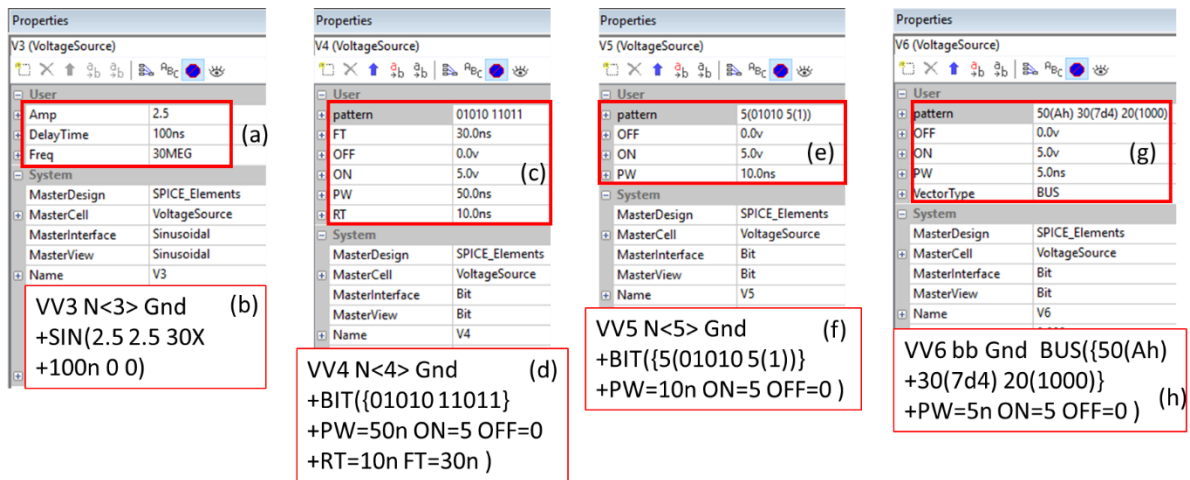 Properties
V3 (VoltageSource)
User
Amp 2.5
DelayTime 100ns
Freq 30MEG
(a)
System
MasterDesign SPICE_Elements
MasterCell VoltageSource
MasterInterface Sinusoidal
MasterView Sinusoidal
Name V3
VV3 N<3> Gnd (b)
+SIN(2.5 2.5 30X
+100n 0 0)
Properties
V4 (VoltageSource)
User
pattern 01010 11011
FT 30.0ns
OFF 0.0v
ON 5.0v
(c)
PW 50.0ns
RT 10.0ns
System
MasterDesign SPICE_Elements
MasterCell VoltageSource
MasterInterface Bit
MasterView Bit
Name V4
VV4 N<4> Gnd (d)
+BIT({01010 11011}
+PW=50n ON=5 OFF=0
+RT=10n FT=30n )
Properties
V5 (VoltageSource)
User
pattern 5(01010 5(1))
OFF 0.0v
ON 5.0v
(e)
PW 10.0ns
System
MasterDesign SPICE_Elements
MasterCell VoltageSource
MasterInterface Bit
MasterView Bit
Name V5
VV5 N<5> Gnd (f)
+BIT({5(01010 5(1))}
+PW=10n ON=5 OFF=0 )
Properties
V6 (VoltageSource)
User
pattern 50(Ah) 30(7d4) 20(1000)
OFF 0.0v
ON 5.0v
(g)
PW 5.0ns
VectorType BUS
System
MasterDesign SPICE_Elements
MasterCell VoltageSource
MasterInterface Bit
MasterView Bit
Name V6
VV6 bb Gnd BUS({50(Ah)
+30(7d4) 20(1000)}
+PW=5n ON=5 OFF=0 )
(h)